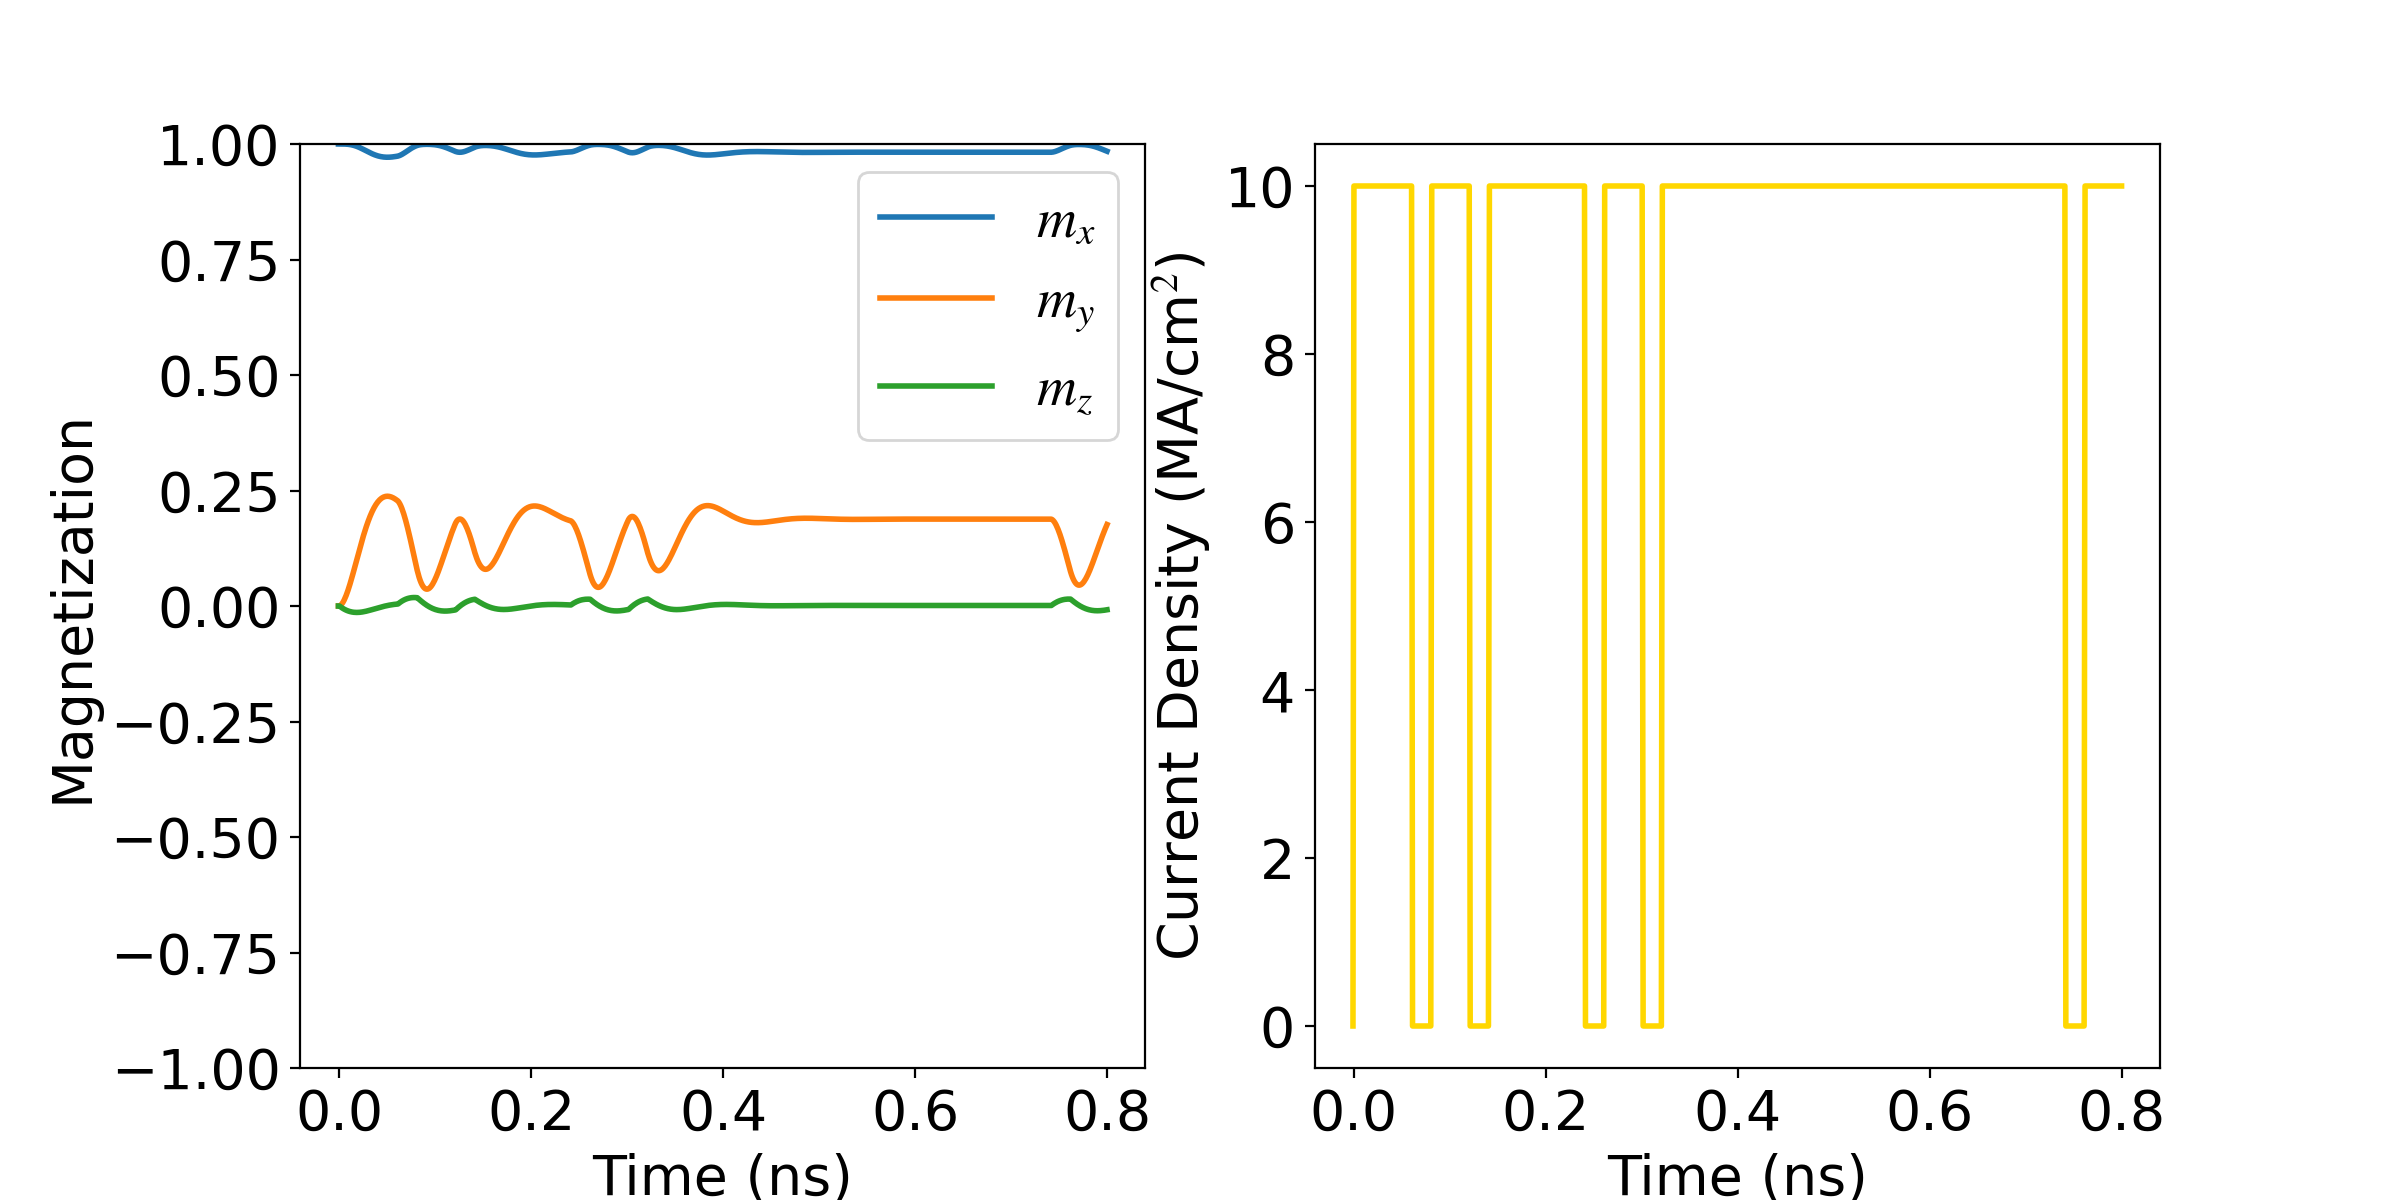 1.00
0.75
0.50
0.25
0.00
−0.25
−0.50
−0.75
−1.00
Magnetization
0.0 0.2 0.4 0.6 0.8
Time (ns)
m_x
m_y
m_z
10
8
6
4
2
0
Current Density (MA/cm²)
0.0 0.2 0.4 0.6 0.8
Time (ns)